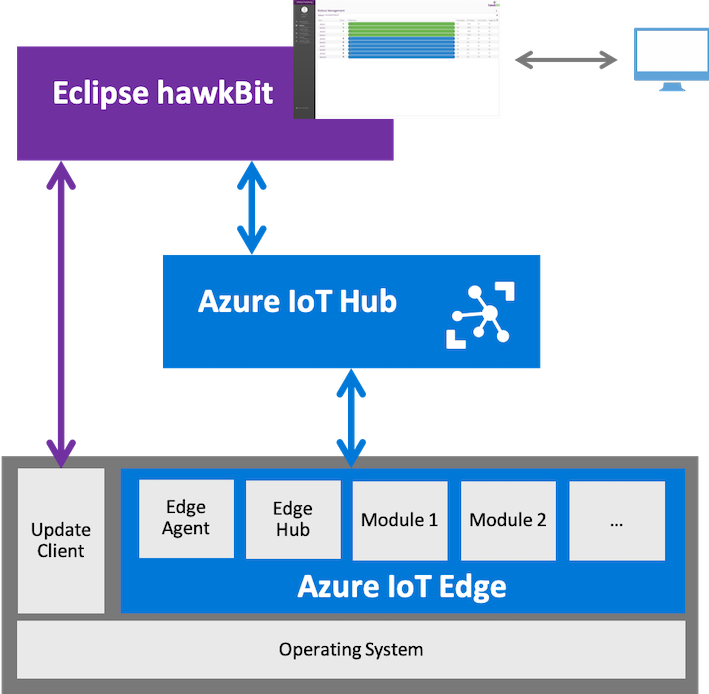 Eclipse hawkBit
Azure IoT Hub
Update
Client
Edge
Agent
Edge
Hub
Module 1
Module 2
...
Azure IoT Edge
Operating System